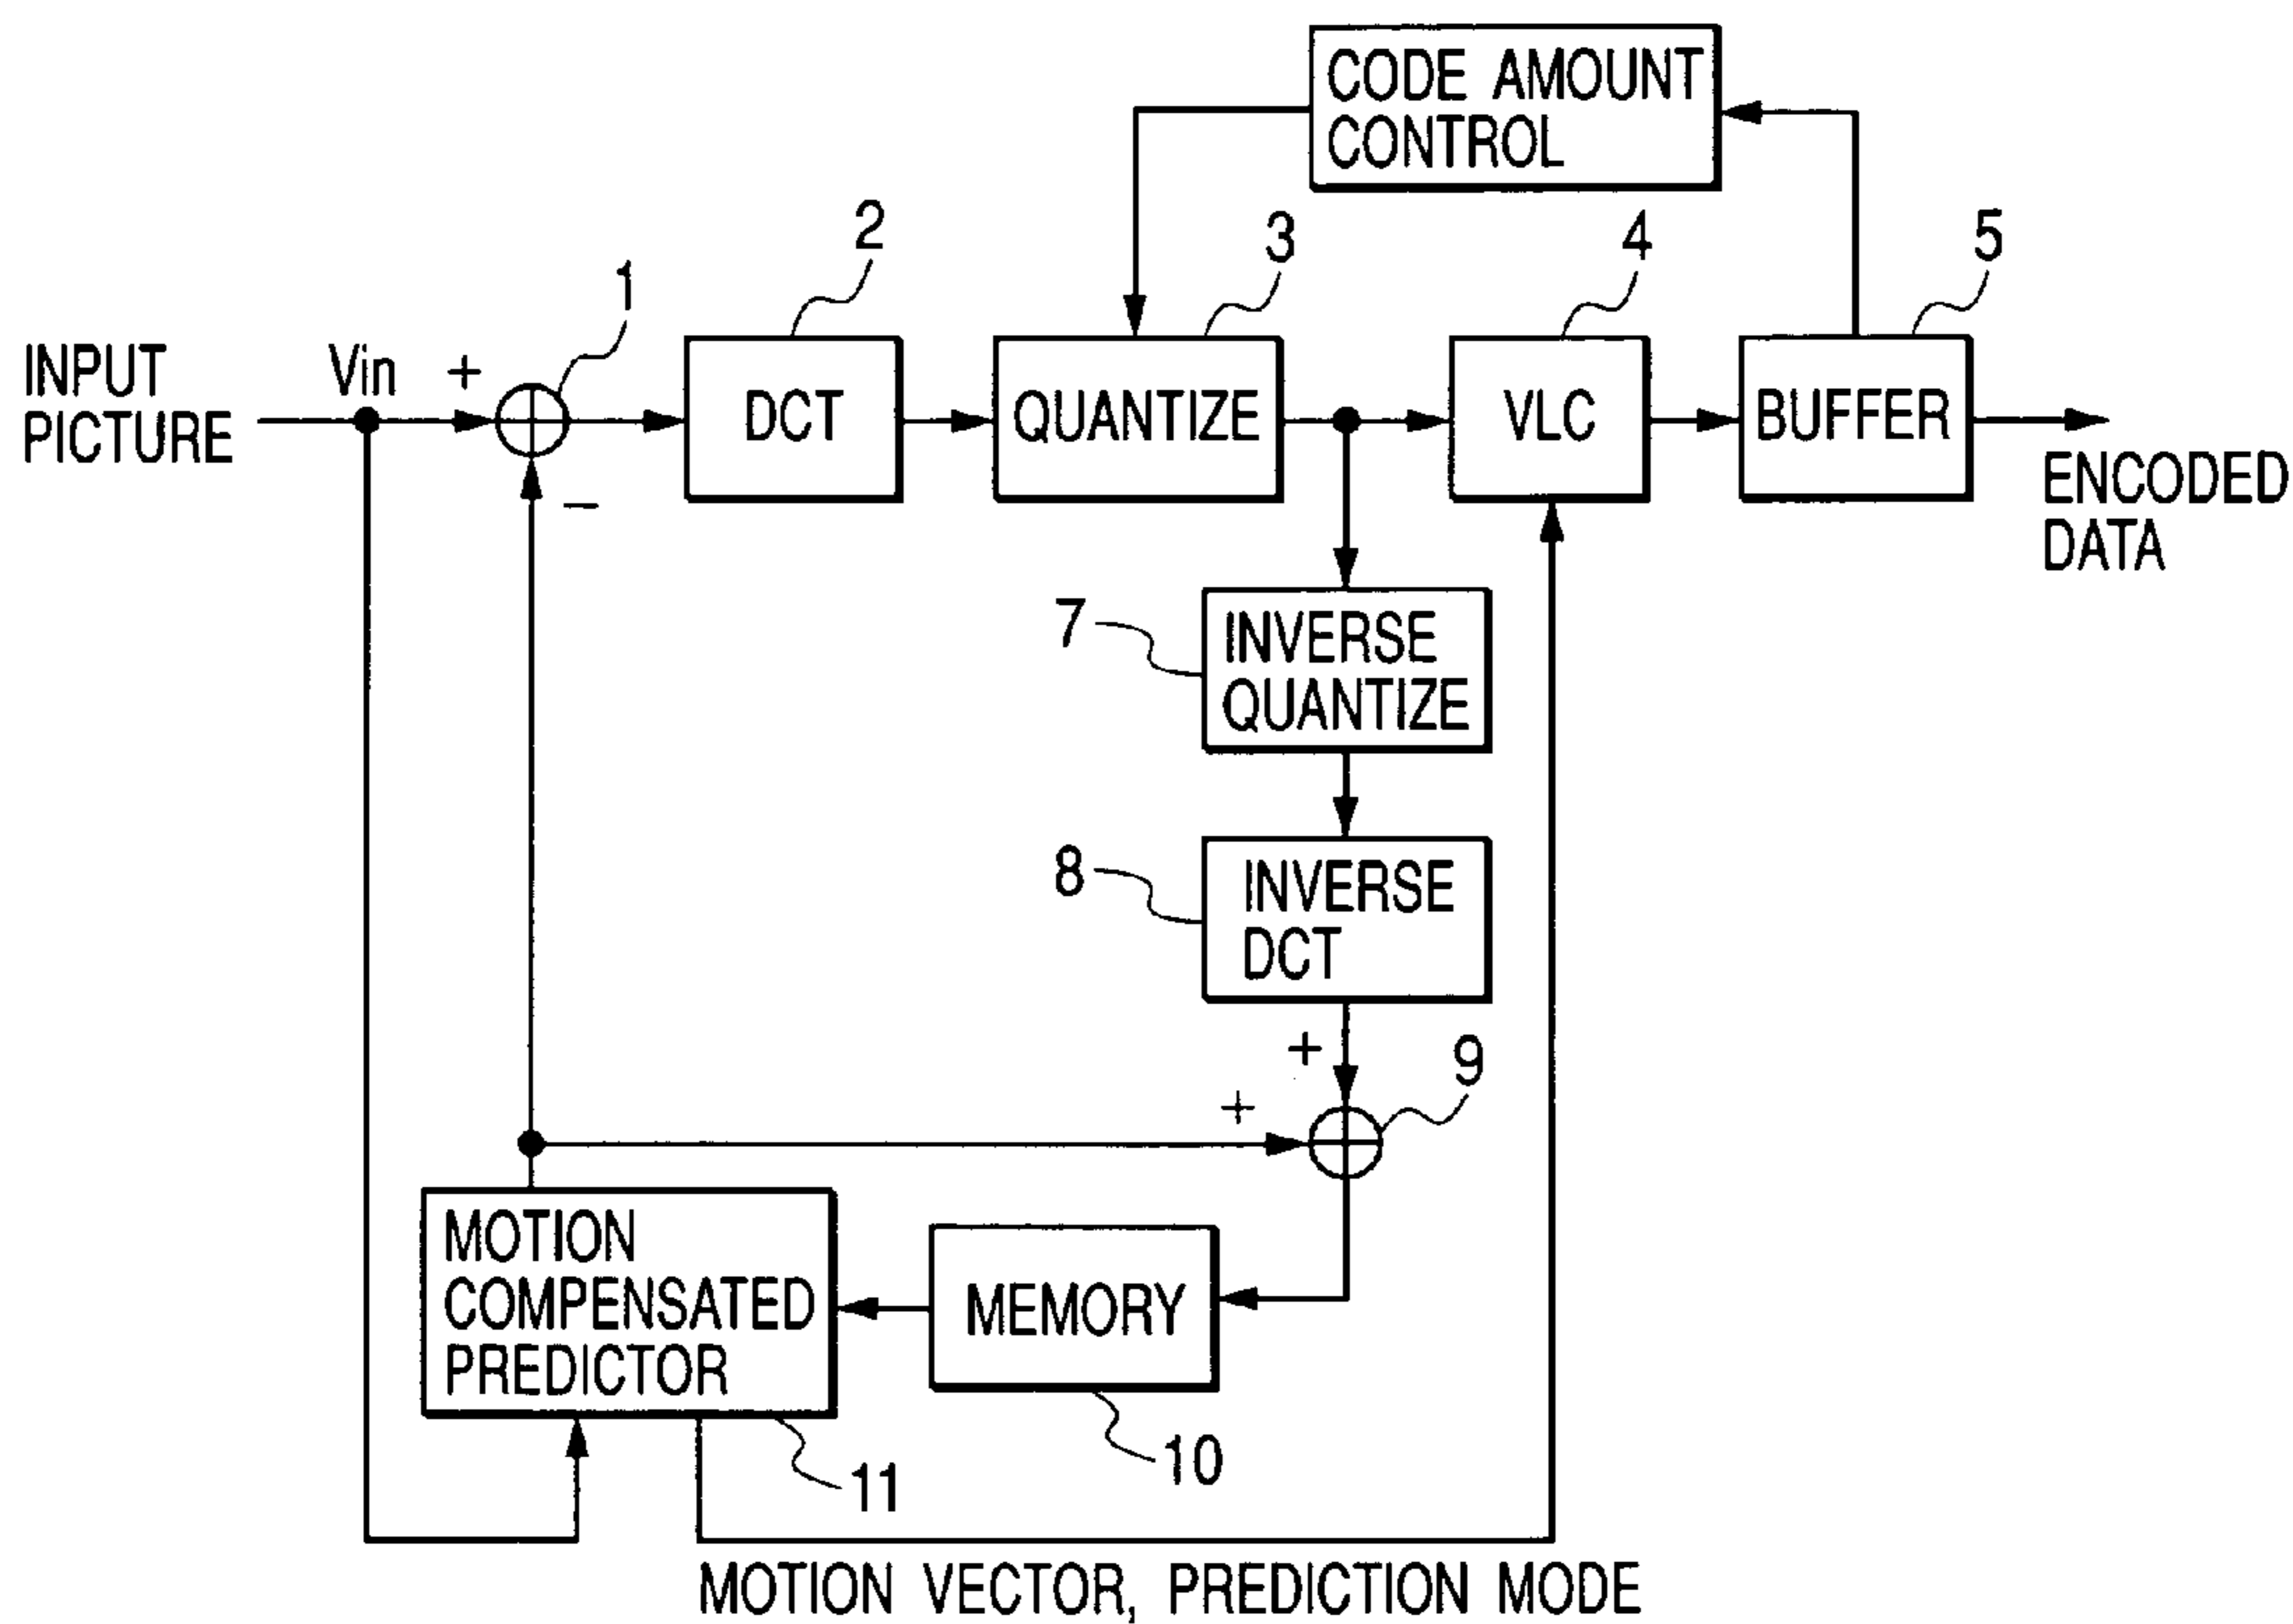 CODE AMOUNT
CONTROL
2
3
4
5
1
INPUT
PICTURE
Vin
+
−
DCT
QUANTIZE
VLC
BUFFER
ENCODED
DATA
7
INVERSE
QUANTIZE
8
INVERSE
DCT
+
9
+
MOTION
COMPENSATED
PREDICTOR
MEMORY
10
11
MOTION VECTOR, PREDICTION MODE